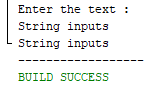 Enter the text :
String inputs
String inputs
------------------
BUILD SUCCESS